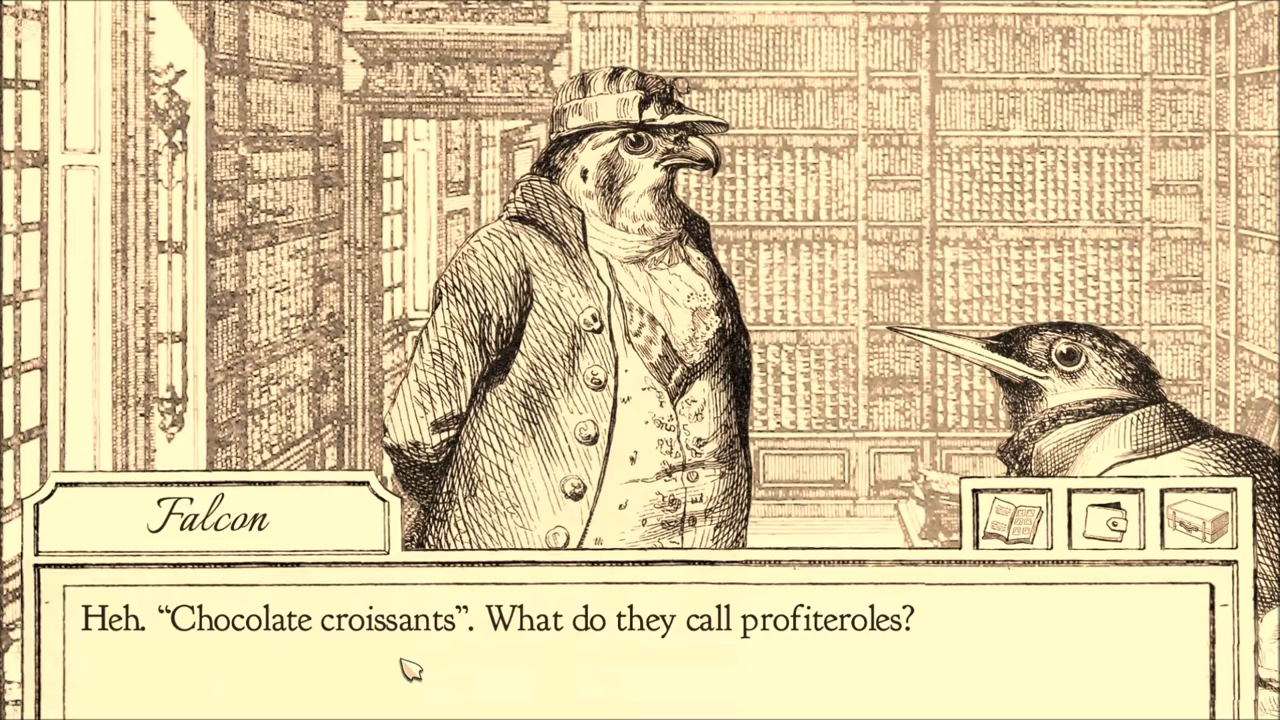 Falcon
Heh. “Chocolate croissants”. What do they call profiteroles?